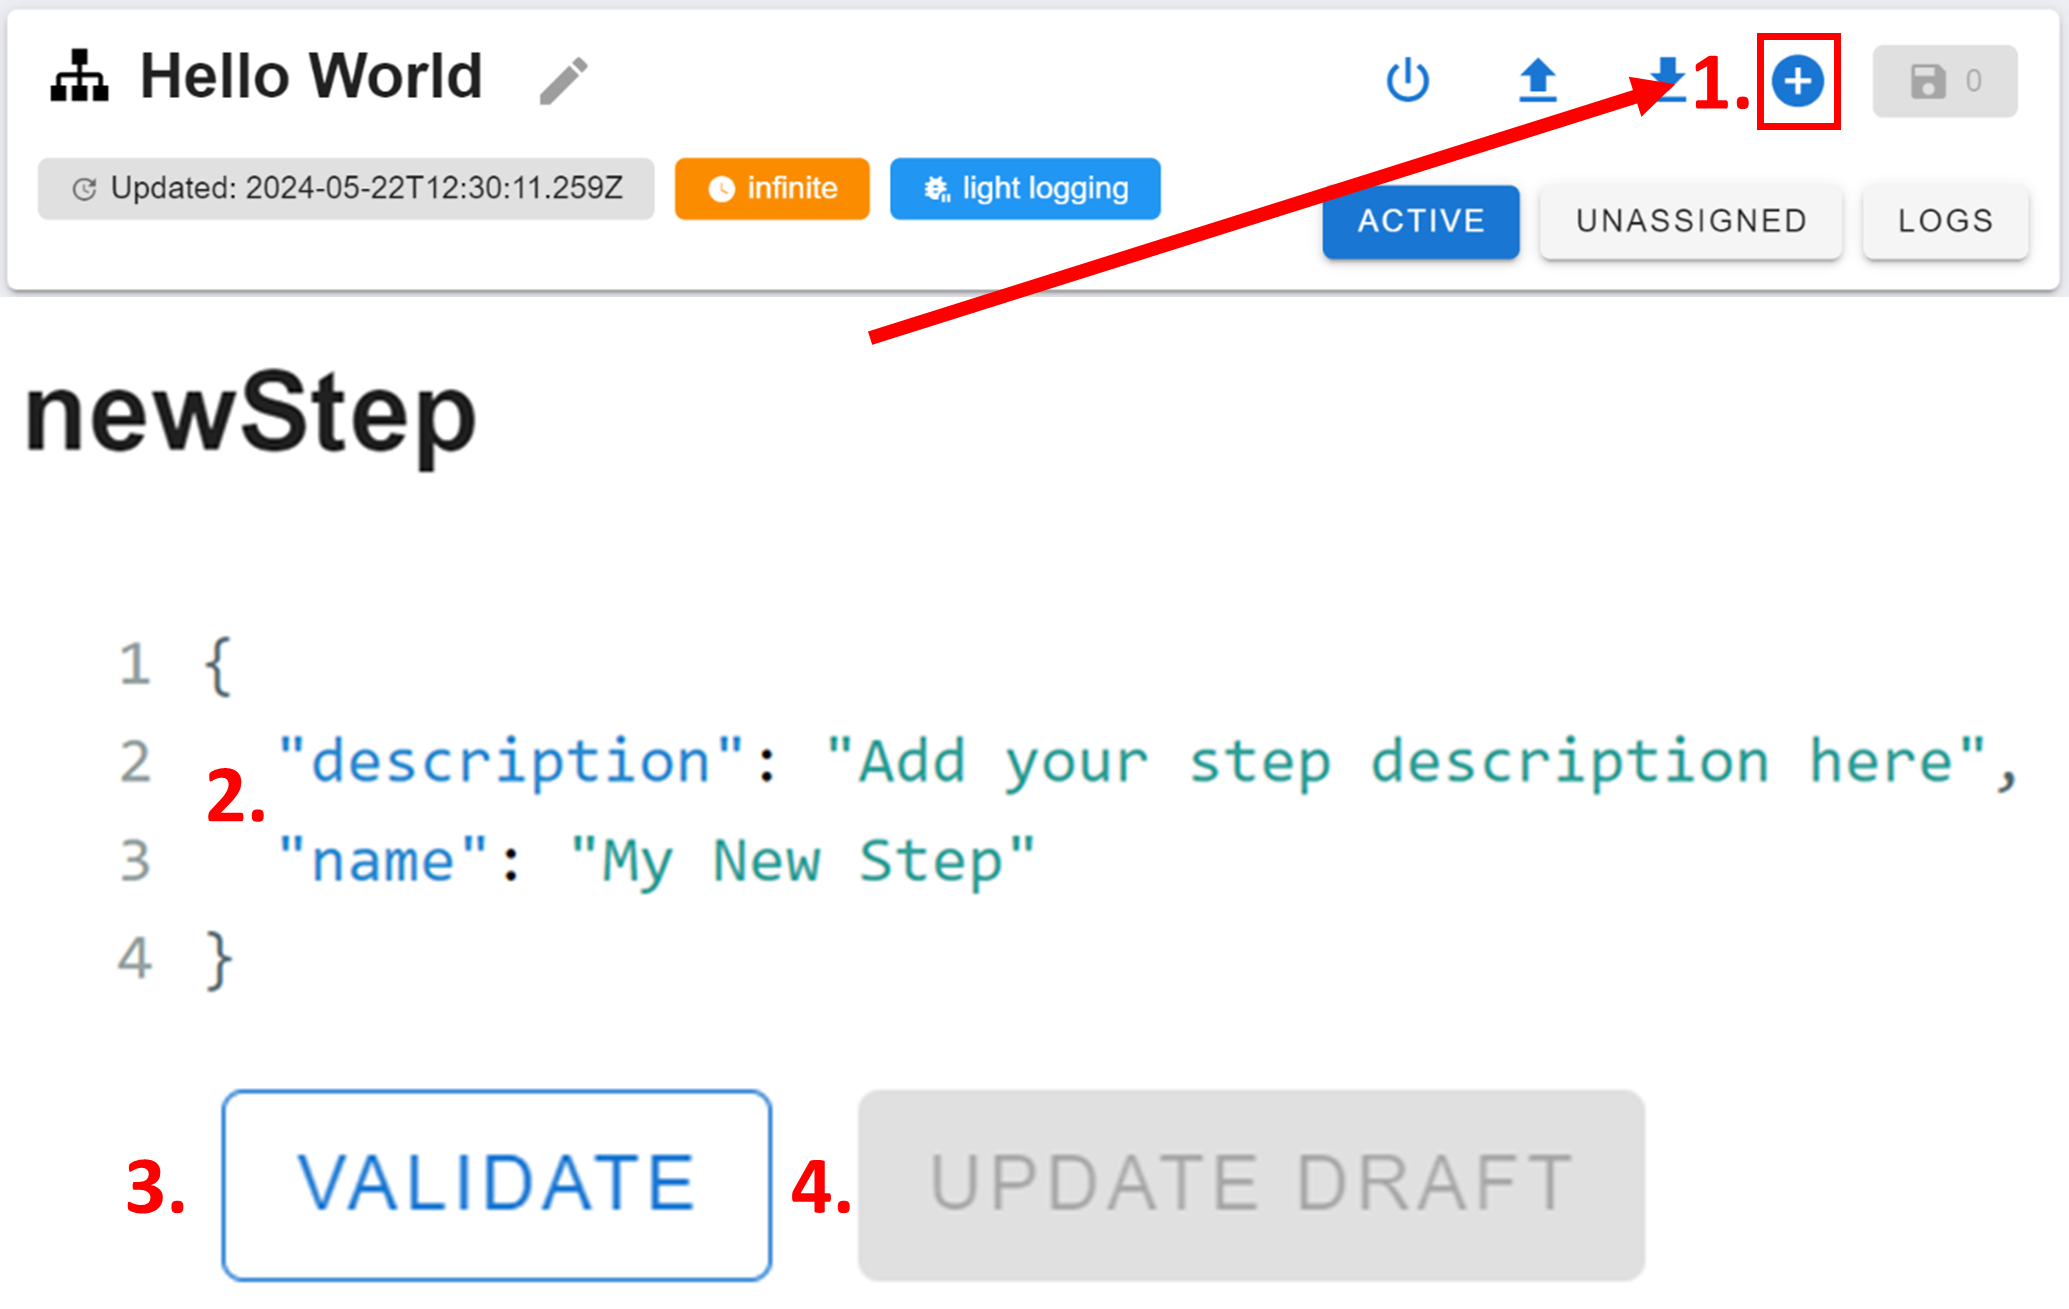 Hello World
1.
0
Updated: 2024-05-22T12:30:11.259Z
infinite
light logging
ACTIVE
UNASSIGNED
LOGS
newStep
1 {
2 "description": "Add your step description here",
2.
3 "name": "My New Step"
4 }
3.
VALIDATE
4.
UPDATE DRAFT